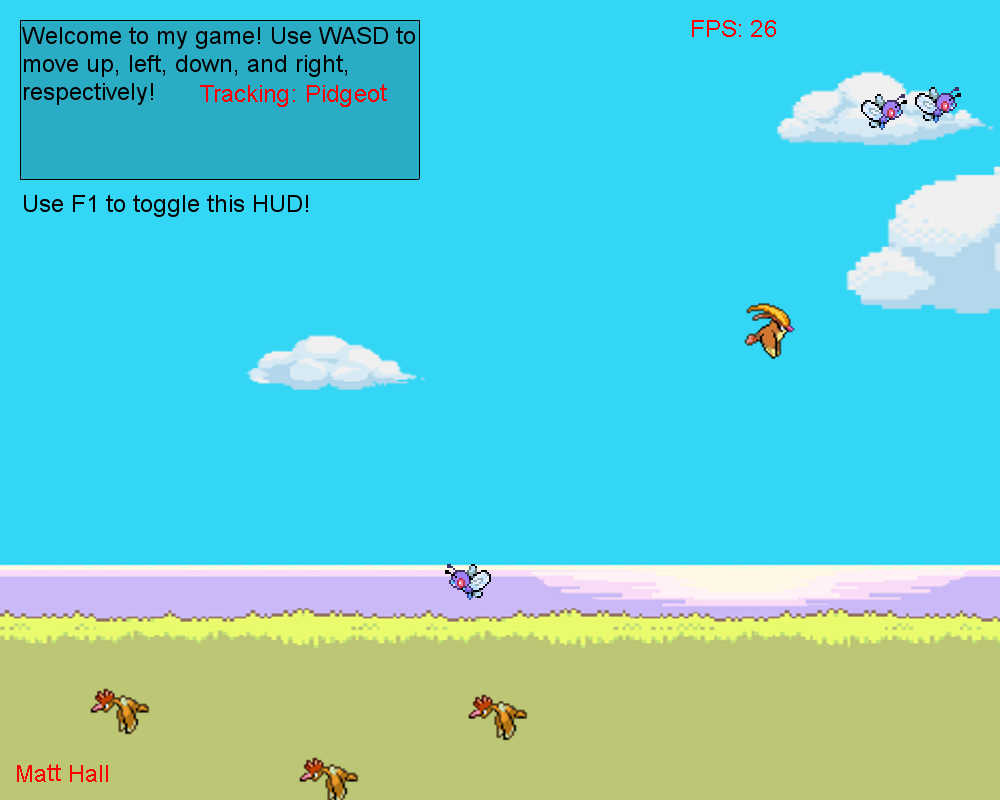 Welcome to my game! Use WASD to
move up, left, down, and right,
respectively!
Tracking: Pidgeot
Use F1 to toggle this HUD!
FPS: 26
Matt Hall